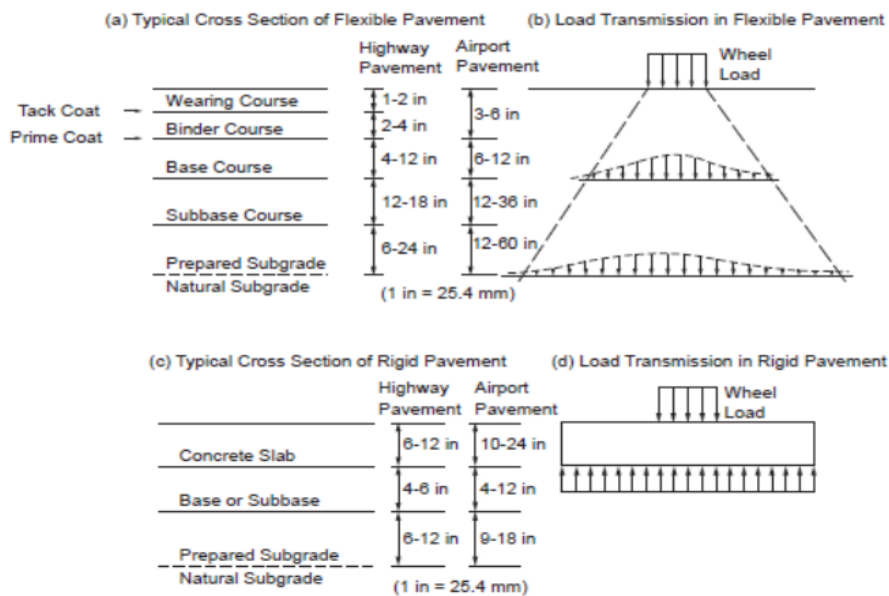 (a) Typical Cross Section of Flexible Pavement
(b) Load Transmission in Flexible Pavement
Highway Pavement
Airport Pavement
Wheel Load
Tack Coat
Prime Coat
Wearing Course
1-2 in
3-6 in
Binder Course
2-4 in
Base Course
4-12 in
6-12 in
Subbase Course
12-18 in
12-36 in
Prepared Subgrade
6-24 in
12-60 in
Natural Subgrade
(1 in = 25.4 mm)
(c) Typical Cross Section of Rigid Pavement
(d) Load Transmission in Rigid Pavement
Highway Pavement
Airport Pavement
Wheel Load
Concrete Slab
6-12 in
10-24 in
Base or Subbase
4-6 in
4-12 in
Prepared Subgrade
6-12 in
9-18 in
Natural Subgrade
(1 in = 25.4 mm)